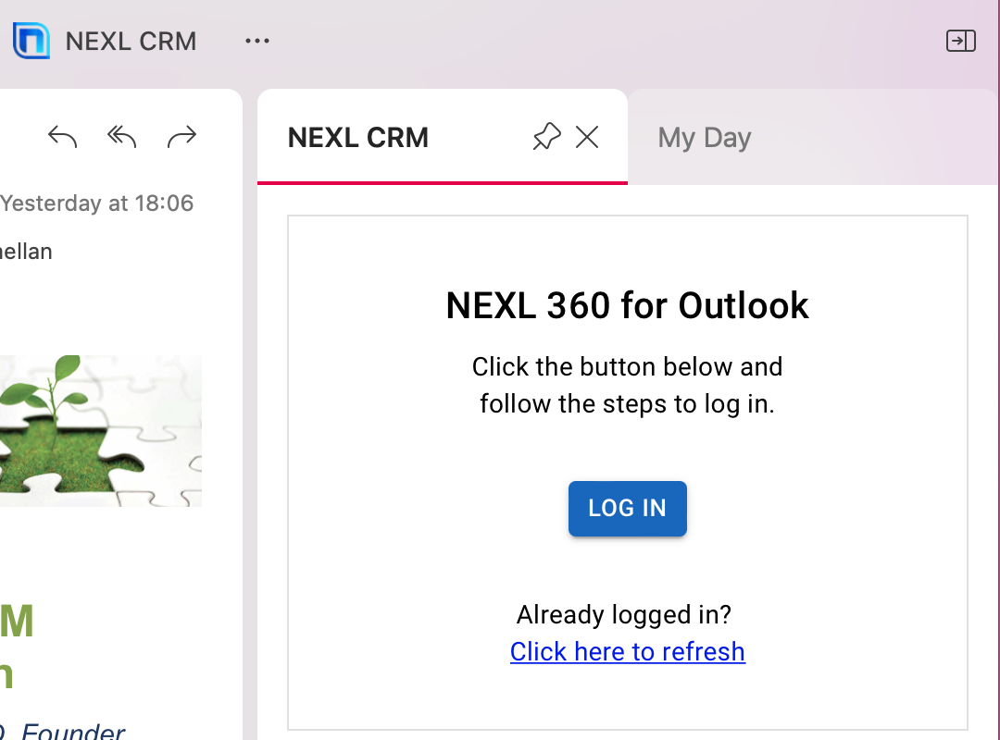 NEXL CRM ...
NEXL CRM
My Day
Yesterday at 18:06
ellan
NEXL 360 for Outlook
Click the button below and
follow the steps to log in.
LOG IN
Already logged in?
Click here to refresh
M
n
Founder